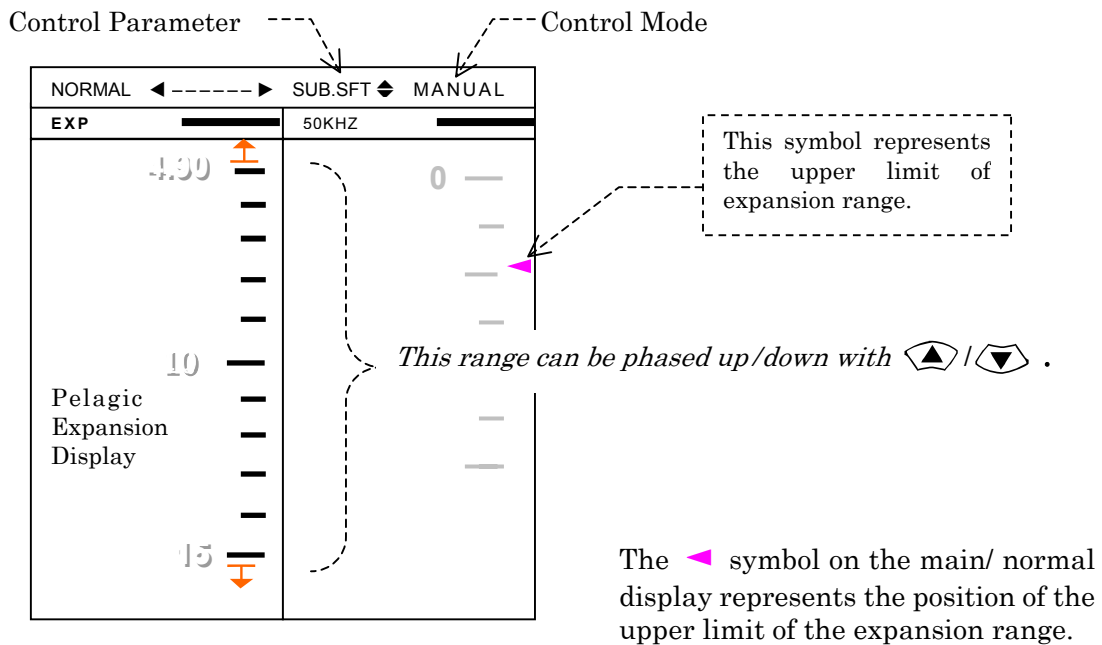 Control Parameter Control Mode
NORMAL ◄ ------ ► SUB.SFT MANUAL
EXP 50KHZ
This symbol represents
the upper limit of
expansion range.
0
This range can be phased up/down with ▲ / ▼ .
10
Pelagic
Expansion
Display
15
The ◄ symbol on the main/ normal
display represents the position of the
upper limit of the expansion range.